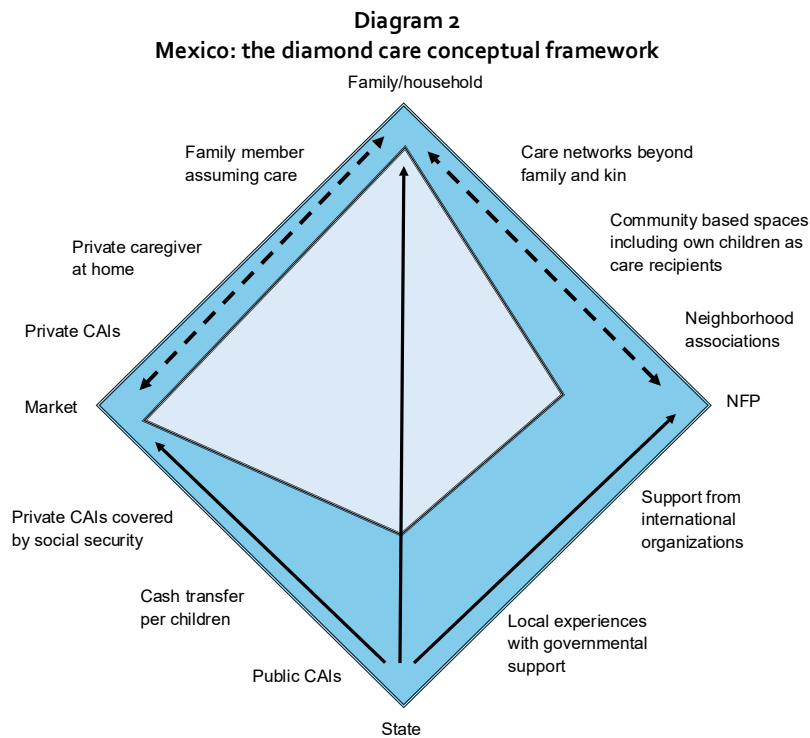 Diagram 2
Mexico: the diamond care conceptual framework
Family/household
Family member
assuming care
Care networks beyond
family and kin
Private caregiver
at home
Community based spaces
including own children as
care recipients
Private CAIs
Neighborhood
associations
Market
NFP
Private CAIs covered
by social security
Support from
international
organizations
Cash transfer
per children
Local experiences
with governmental
support
Public CAIs
State